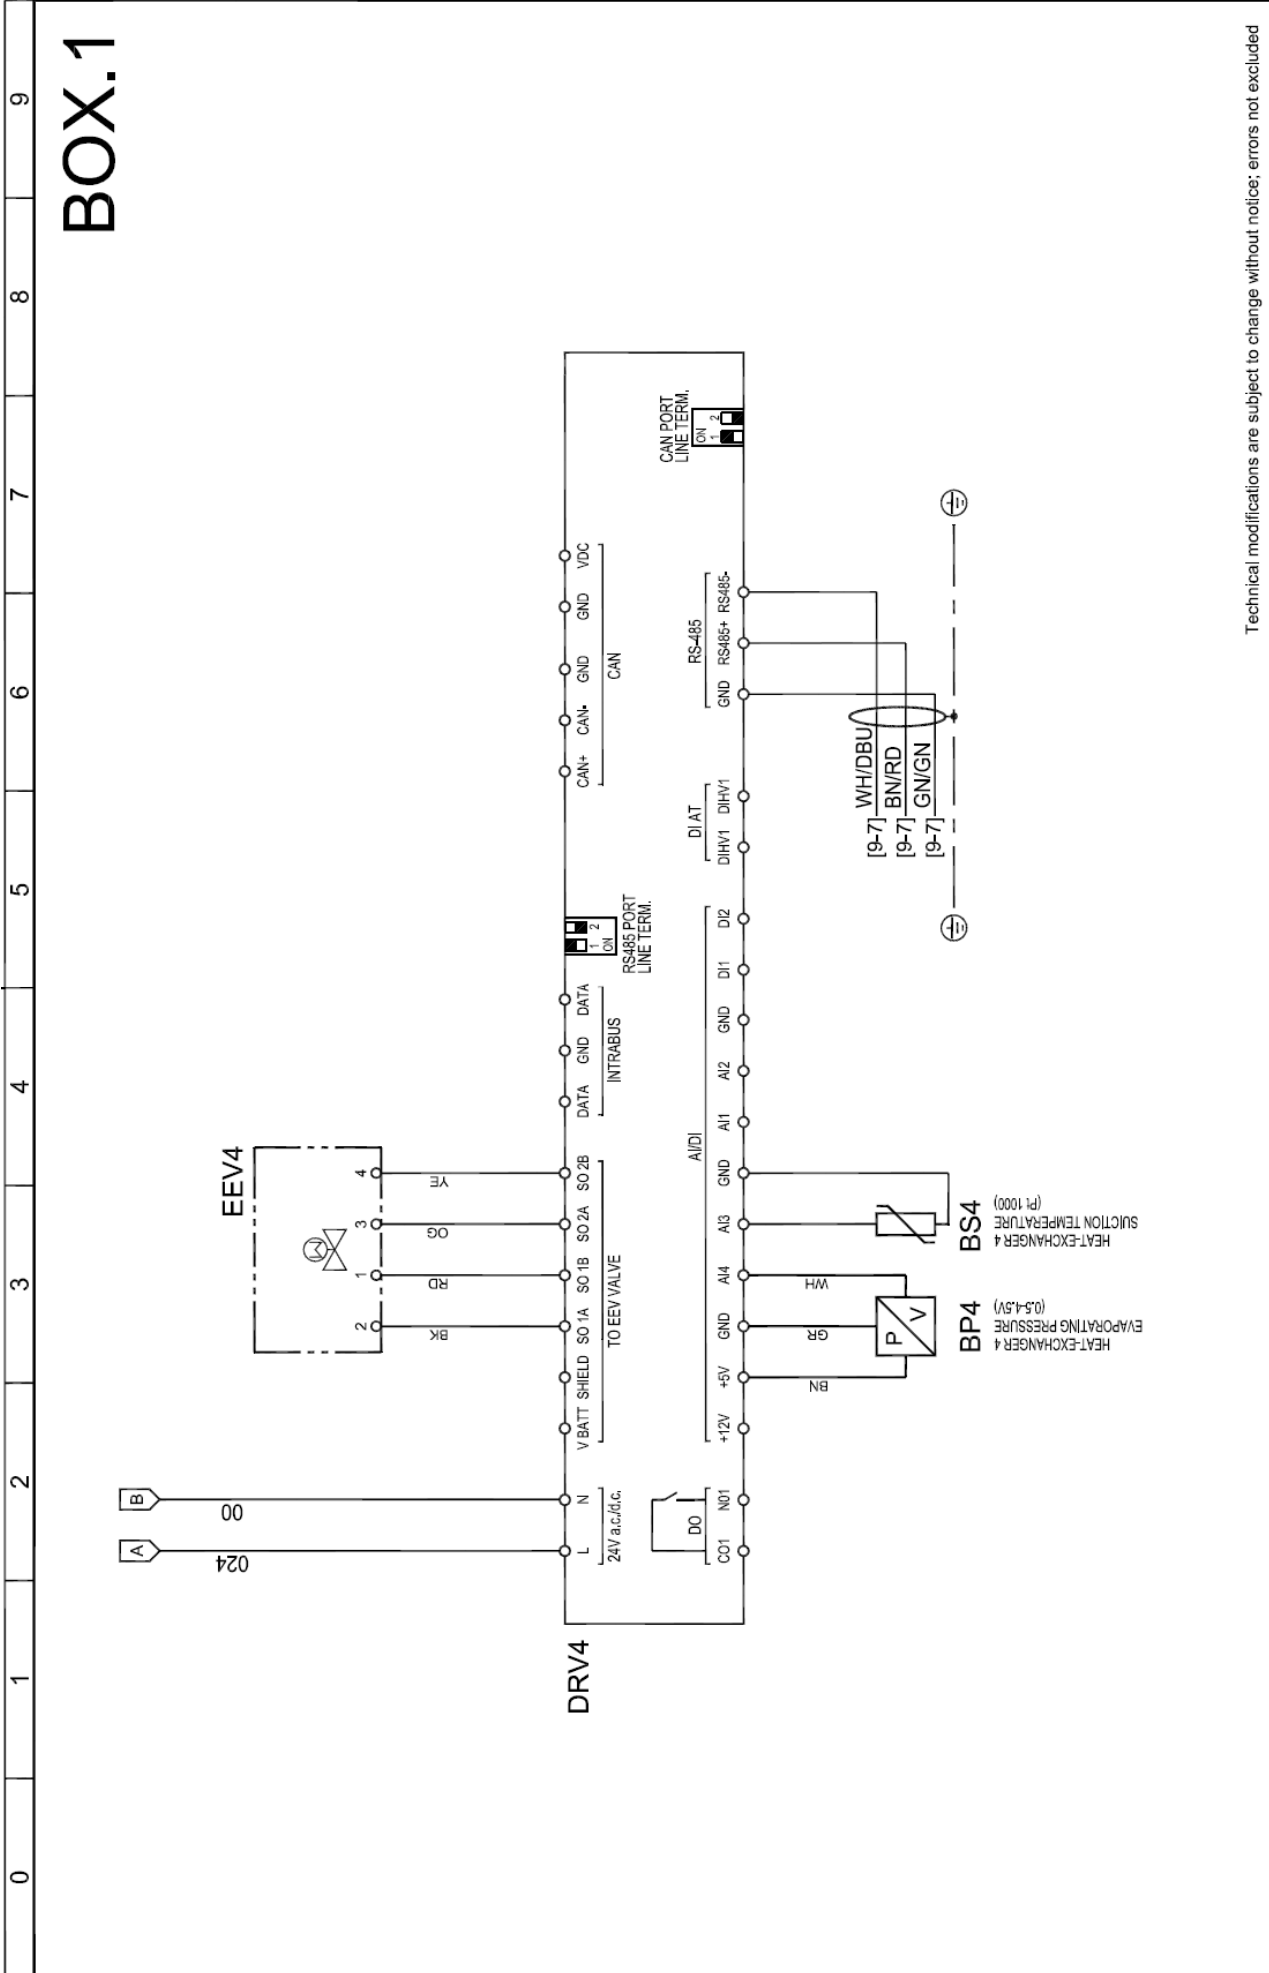 0 1 2 3 4 5 6 7 8 9
BOX.1
A B
024 00
EEV4
M
2 1 3 4
BK RD OG YE
DRV4
L N V BATT SHIELD SO 1A SO 1B SO 2A SO 2B DATA GND DATA CAN+ CAN- GND GND VDC
24V a.c./d.c. TO EEV VALVE INTRABUS CAN
1 2
ON
RS485 PORT
LINE TERM.
CAN PORT
LINE TERM.
ON
1 2
DO AI/DI DI AT RS-485
CO1 N01 +12V +5V GND AI4 AI3 GND AI1 AI2 GND DI1 DI2 DIHV1 DIHV1 GND RS485+ RS485-
BN GR WH
P V
BP4
HEAT-EXCHANGER 4
EVAPORATING PRESSURE
(0.5-4.5V)
BS4
HEAT-EXCHANGER 4
SUICTION TEMPERATURE
(Pt 1000)
[9-7] WH/DBU
[9-7] BN/RD
[9-7] GN/GN
Technical modifications are subject to change without notice; errors not excluded